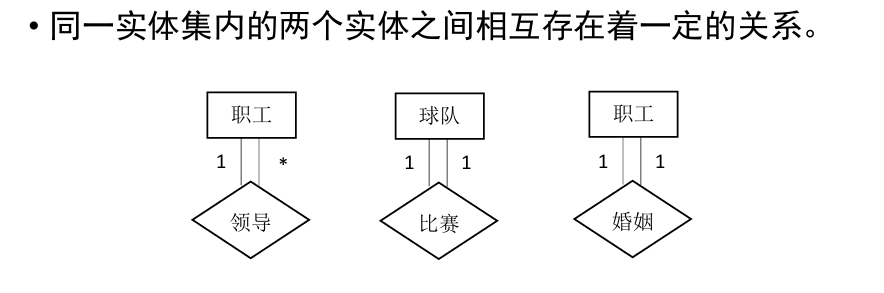 • 同一实体集内的两个实体之间相互存在着一定的关系。
职工 球队 职工
1 * 1 1 1 1
领导 比赛 婚姻